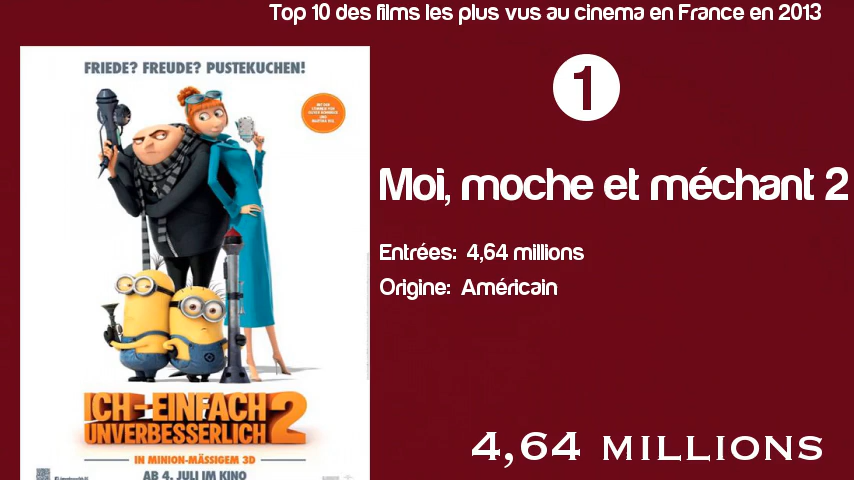 Top 10 des films les plus vus au cinema en France en 2013
1
FRIEDE? FREUDE? PUSTEKUCHEN!
Moi, moche et méchant 2
Entrées: 4,64 millions
Origine: Américain
ICH-EINFACH
UNVERBESSERLICH 2
IN MINION-MÄSSIGEM 3D
AB 4. JULI IM KINO
4,64 MILLIONS